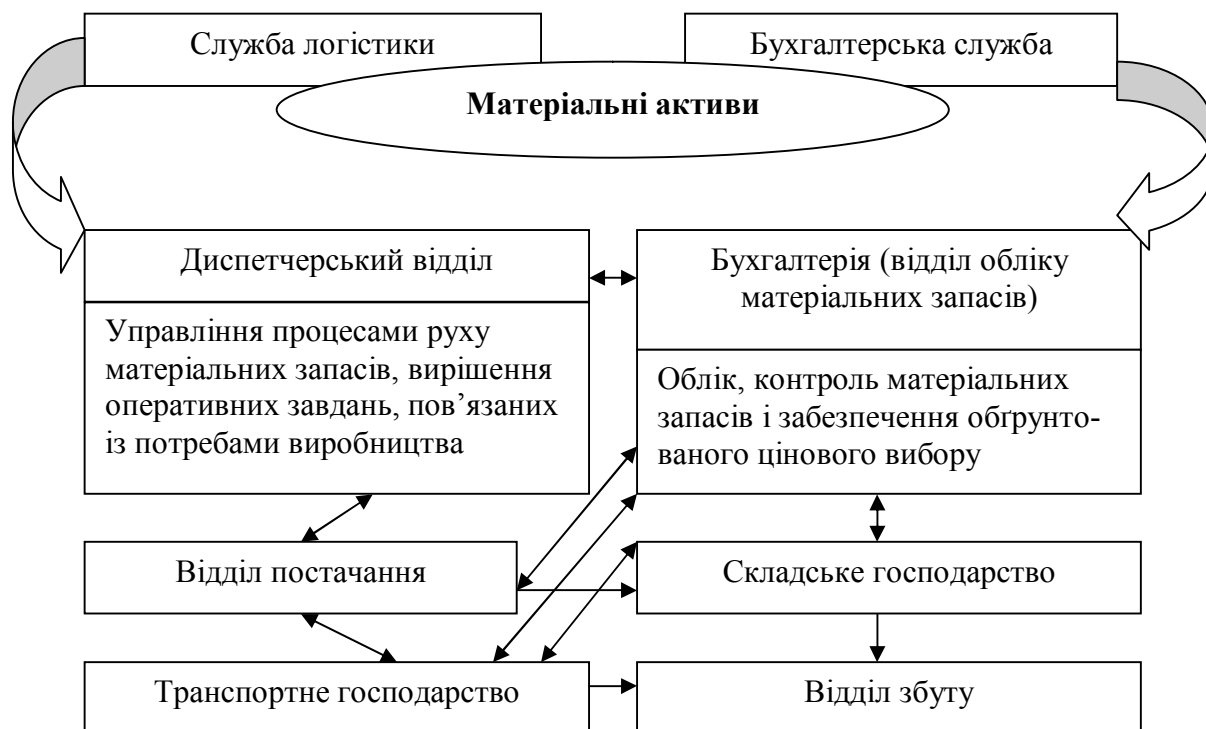 Служба логістики
Бухгалтерська служба
Матеріальні активи
Диспетчерський відділ
Управління процесами руху
матеріальних запасів, вирішення
оперативних завдань, пов’язаних
із потребами виробництва
Бухгалтерія (відділ обліку
матеріальних запасів)
Облік, контроль матеріальних
запасів і забезпечення обґрунто-
ваного цінового вибору
Відділ постачання
Складське господарство
Транспортне господарство
Відділ збуту